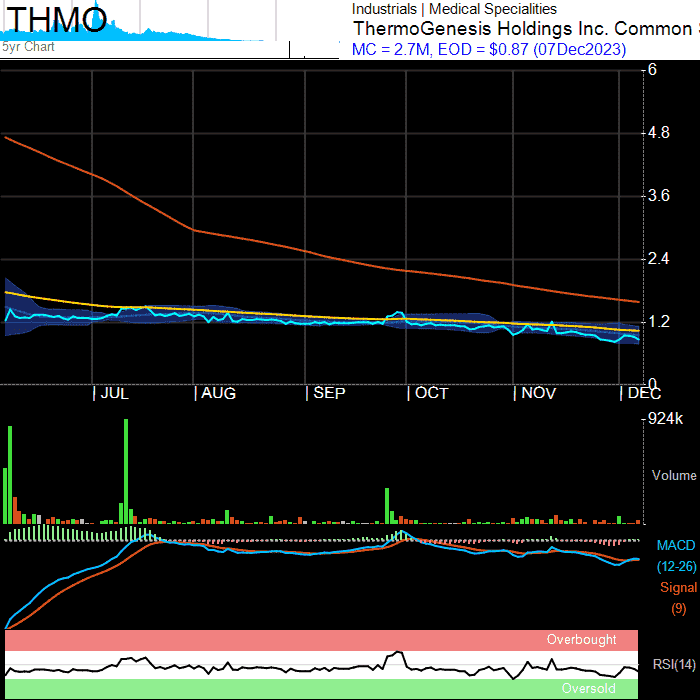 THMO
5yr Chart
Industrials | Medical Specialities
ThermoGenesis Holdings Inc. Common
MC = 2.7M, EOD = $0.87 (07Dec2023)
6
4.8
3.6
2.4
1.2
0
JUL
AUG
SEP
OCT
NOV
DEC
924k
Volume
MACD
(12-26)
Signal
(9)
Overbought
RSI(14)
Oversold